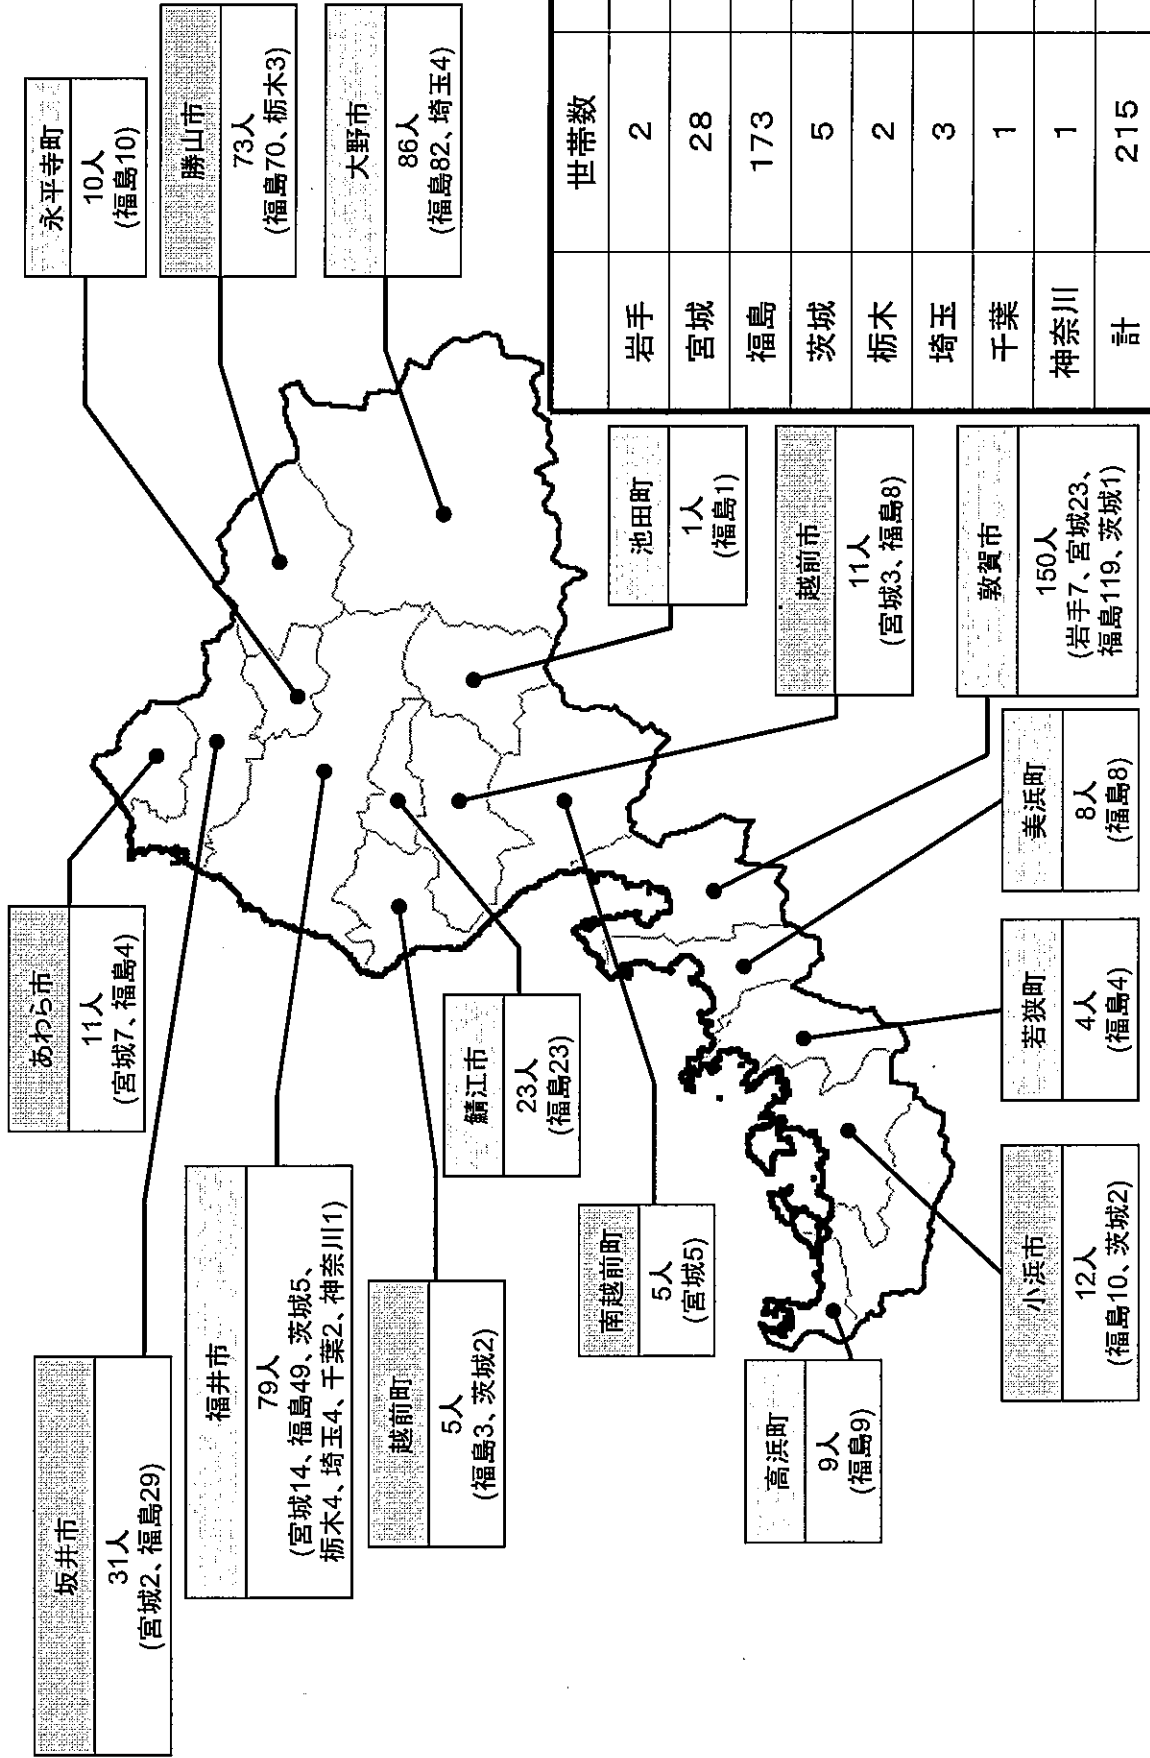 坂井市
31人
(宮城2、福島29)
あわら市
11人
(宮城7、福島4)
永平寺町
10人
(福島10)
勝山市
73人
(福島70、栃木3)
大野市
86人
(福島82、埼玉4)
福井市
79人
(宮城14、福島49、茨城5、
栃木4、埼玉4、千葉2、神奈川1)
越前町
5人
(福島3、茨城2)
鯖江市
23人
(福島23)
南越前町
5人
(宮城5)
池田町
1人
(福島1)
越前市
11人
(宮城3、福島8)
敦賀市
150人
(岩手7、宮城23、
福島119、茨城1)
美浜町
8人
(福島8)
若狭町
4人
(福島4)
小浜市
12人
(福島10、茨城2)
高浜町
9人
(福島9)
世帯数
岩手 2
宮城 28
福島 173
茨城 5
栃木 2
埼玉 3
千葉 1
神奈川 1
計 215